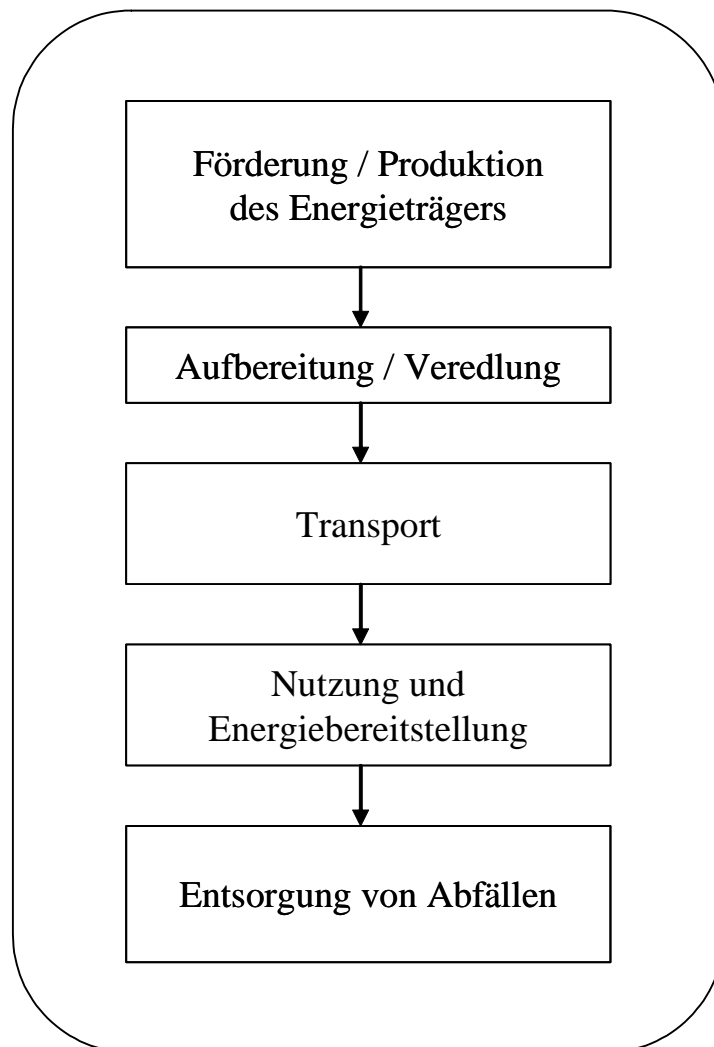 Förderung / Produktion
des Energieträgers
Aufbereitung / Veredlung
Transport
Nutzung und
Energiebereitstellung
Entsorgung von Abfällen